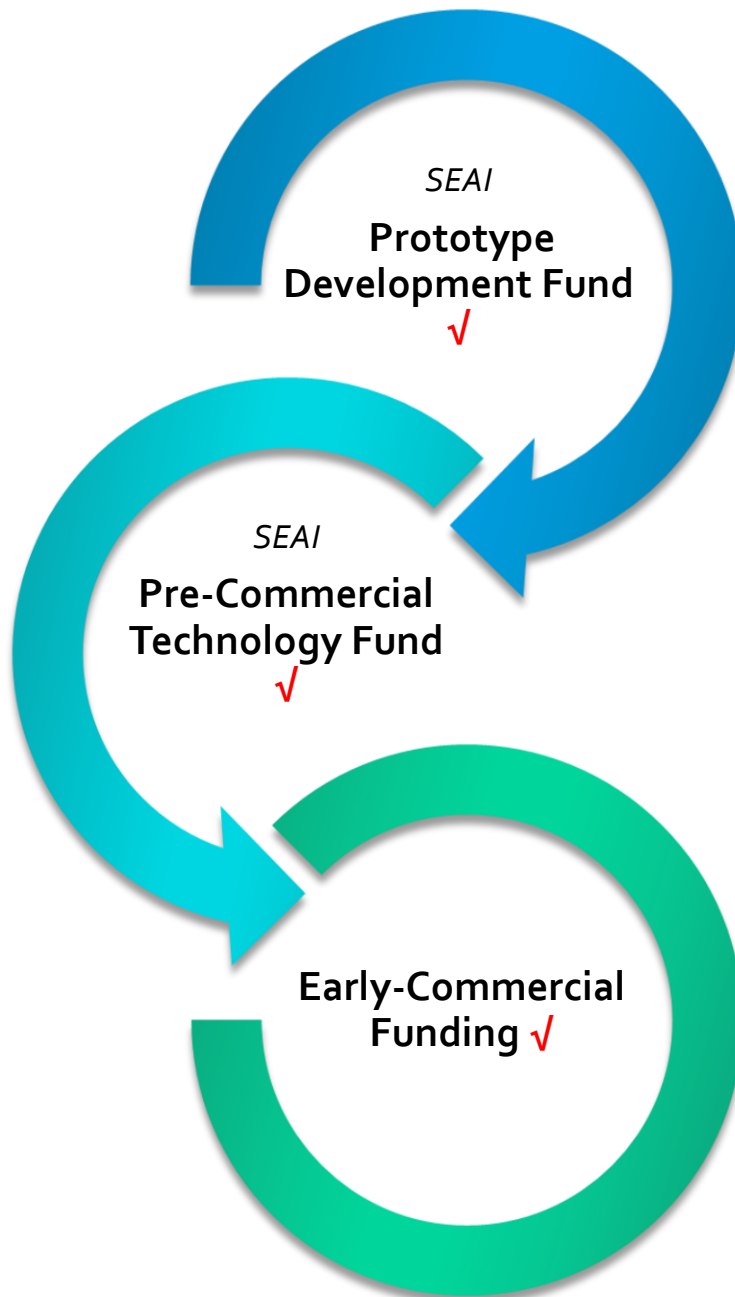 SEAI
Prototype
Development Fund
√
SEAI
Pre-Commercial
Technology Fund
√
Early-Commercial
Funding √